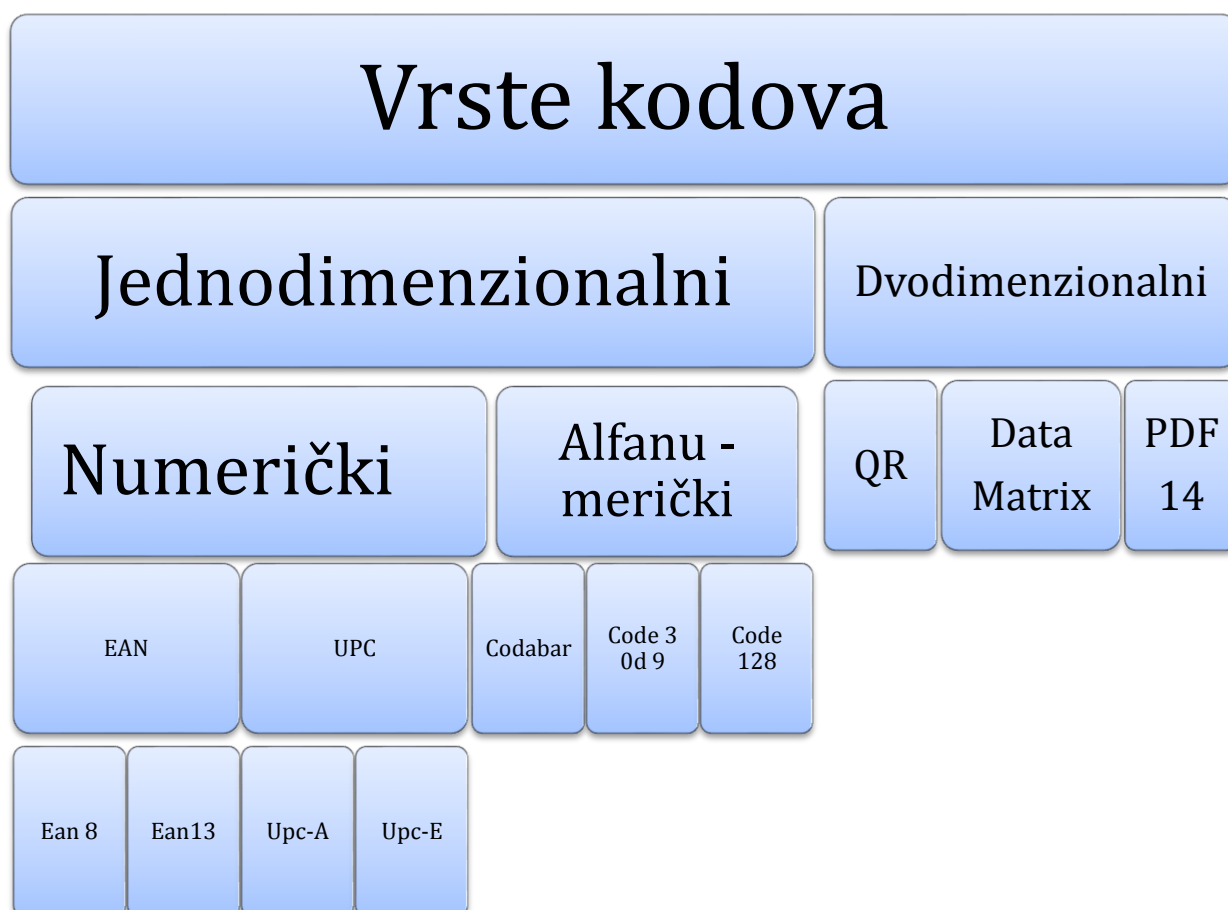 Vrste kodova
Jednodimenzionalni
Dvodimenzionalni
Numerički
Alfanu -
merički
QR
Data
Matrix
PDF
14
EAN
UPC
Codabar
Code 3
0d 9
Code
128
Ean 8
Ean13
Upc-A
Upc-E